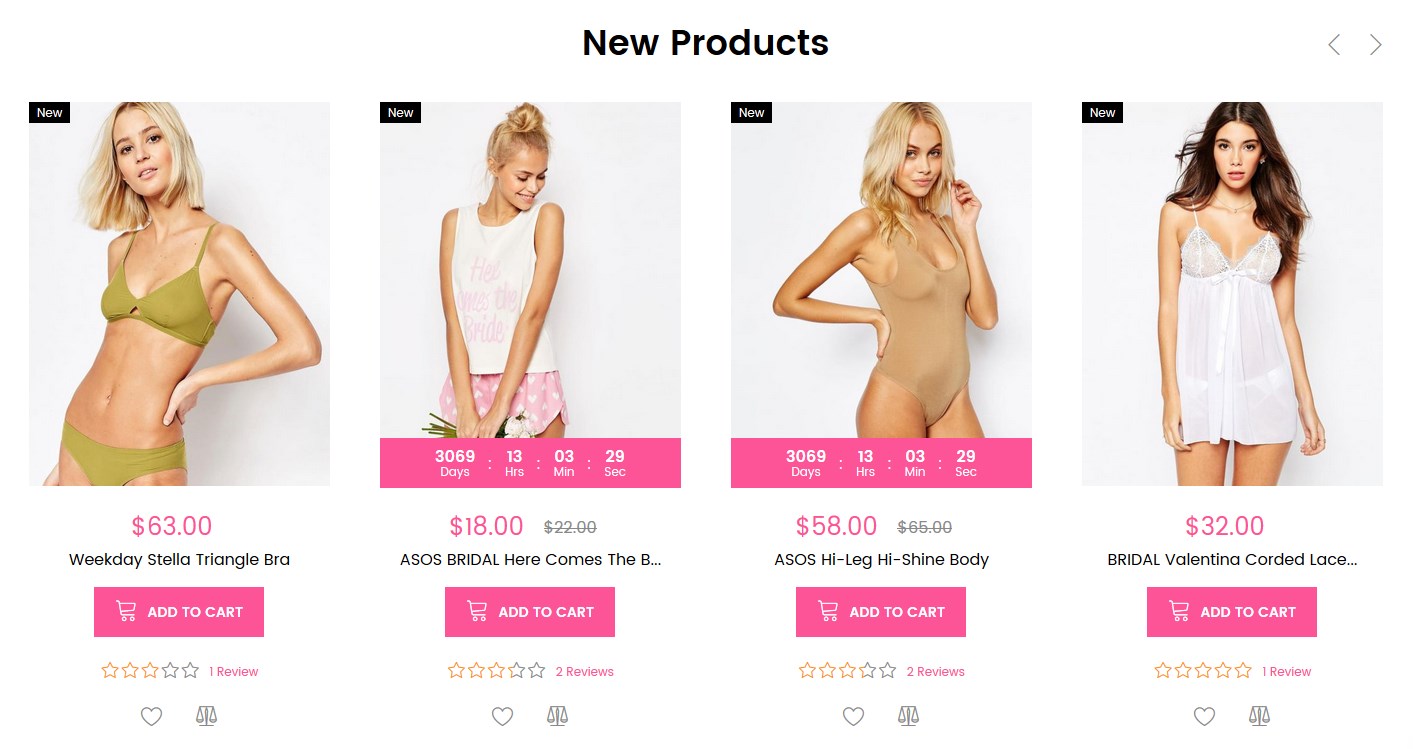 New Products
New
New
New
New
Here
Comes the
Bride
3069 : 13 : 03 : 29
Days Hrs Min Sec
3069 : 13 : 03 : 29
Days Hrs Min Sec
$63.00
$18.00 $22.00
$58.00 $65.00
$32.00
Weekday Stella Triangle Bra
ASOS BRIDAL Here Comes The B...
ASOS Hi-Leg Hi-Shine Body
BRIDAL Valentina Corded Lace...
ADD TO CART
ADD TO CART
ADD TO CART
ADD TO CART
1 Review
2 Reviews
2 Reviews
1 Review